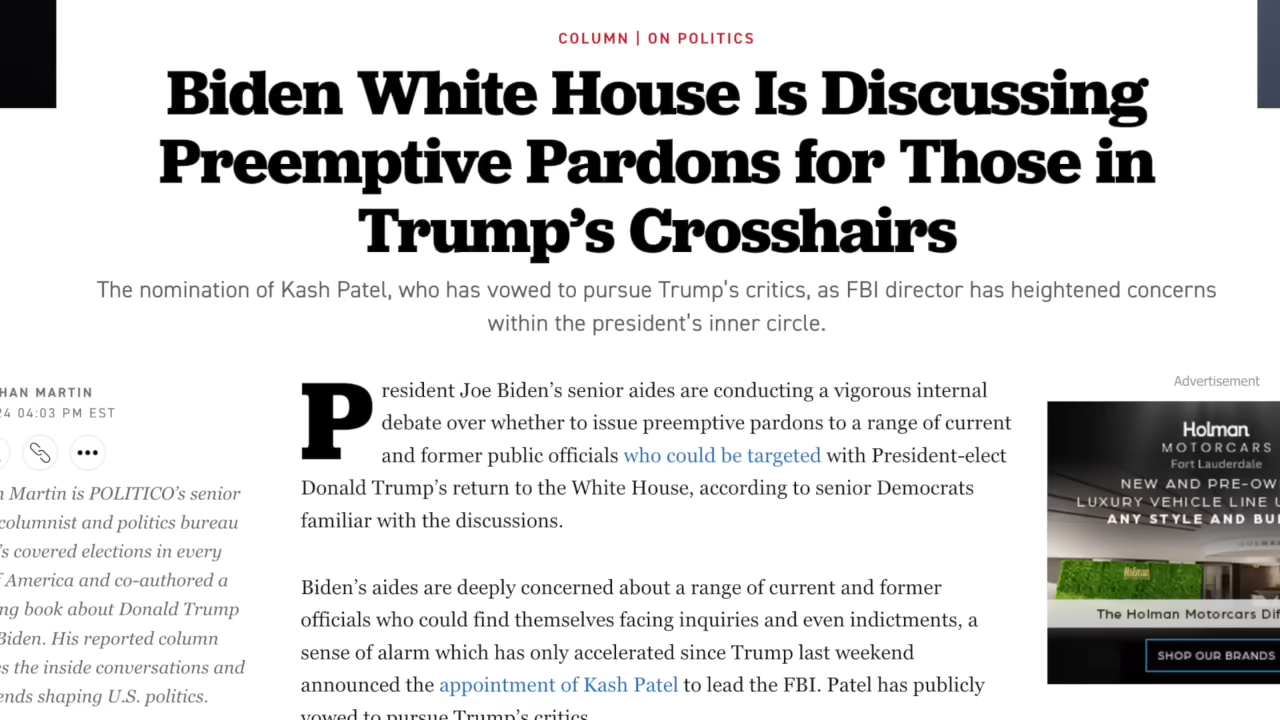 COLUMN | ON POLITICS
Biden White House Is Discussing
Preemptive Pardons for Those in
Trump's Crosshairs
The nomination of Kash Patel, who has vowed to pursue Trump's critics, as FBI director has heightened concerns
within the president's inner circle.
HAN MARTIN
24 04:03 PM EST
n Martin is POLITICO's senior
columnist and politics bureau
's covered elections in every
f America and co-authored a
ng book about Donald Trump
Biden. His reported column
es the inside conversations and
ends shaping U.S. politics.
President Joe Biden's senior aides are conducting a vigorous internal
debate over whether to issue preemptive pardons to a range of current
and former public officials who could be targeted with President-elect
Donald Trump's return to the White House, according to senior Democrats
familiar with the discussions.
Biden's aides are deeply concerned about a range of current and former
officials who could find themselves facing inquiries and even indictments, a
sense of alarm which has only accelerated since Trump last weekend
announced the appointment of Kash Patel to lead the FBI. Patel has publicly
vowed to pursue Trump's critics.
Advertisement
Holman
MOTORCARS
Fort Lauderdale
NEW AND PRE-OW
LUXURY VEHICLE LINE
ANY STYLE AND BU
Holman
The Holman Motorcars Dif
SHOP OUR BRANDS